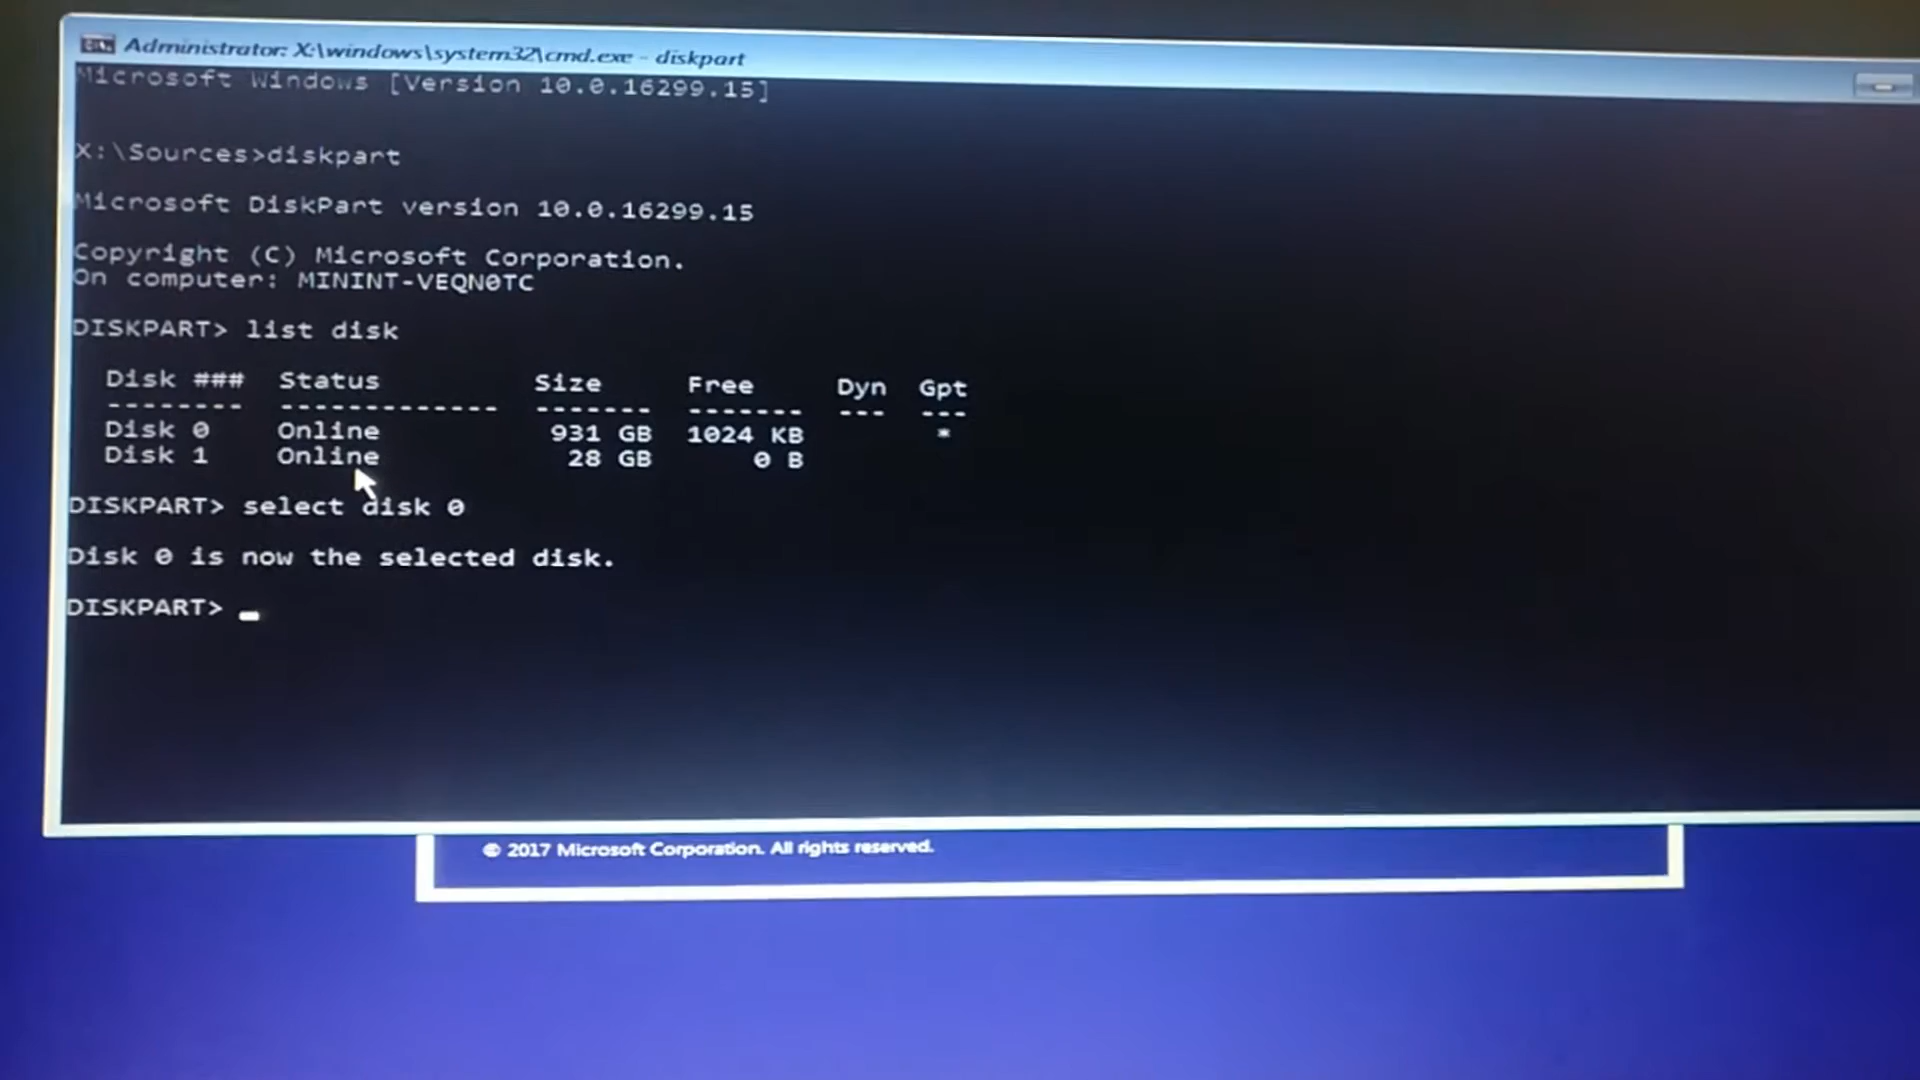 Administrator: X:\windows\system32\cmd.exe - diskpart
Microsoft Windows [Version 10.0.16299.15]
X:\Sources>diskpart
Microsoft DiskPart version 10.0.16299.15
Copyright (C) Microsoft Corporation.
On computer: MININT-VEQN0TC
DISKPART> list disk
Disk ### Status Size Free Dyn Gpt
-------- ------------- ------- ------- --- ---
Disk 0 Online 931 GB 1024 KB *
Disk 1 Online 28 GB 0 B
DISKPART> select disk 0
Disk 0 is now the selected disk.
DISKPART>
© 2017 Microsoft Corporation. All rights reserved.